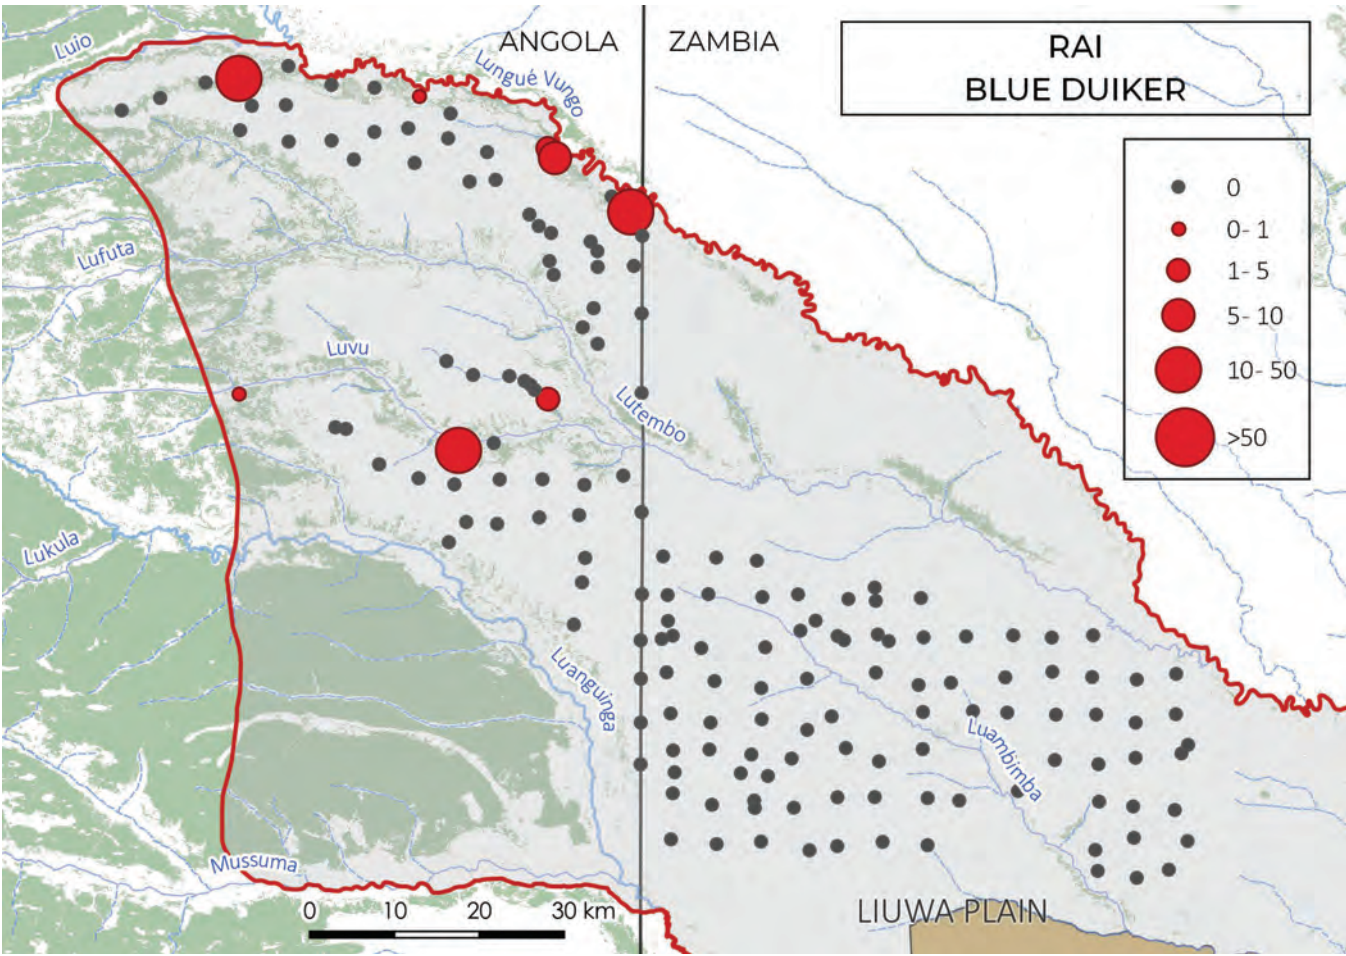 ANGOLA
ZAMBIA
RAI
BLUE DUIKER
Luio
Lungué Vungo
0
0- 1
1- 5
5- 10
10- 50
>50
Lufuta
Luvu
Lutembo
Lukula
Luanguinga
Luambimba
Mussuma
0 10 20 30 km
LIUWA PLAIN